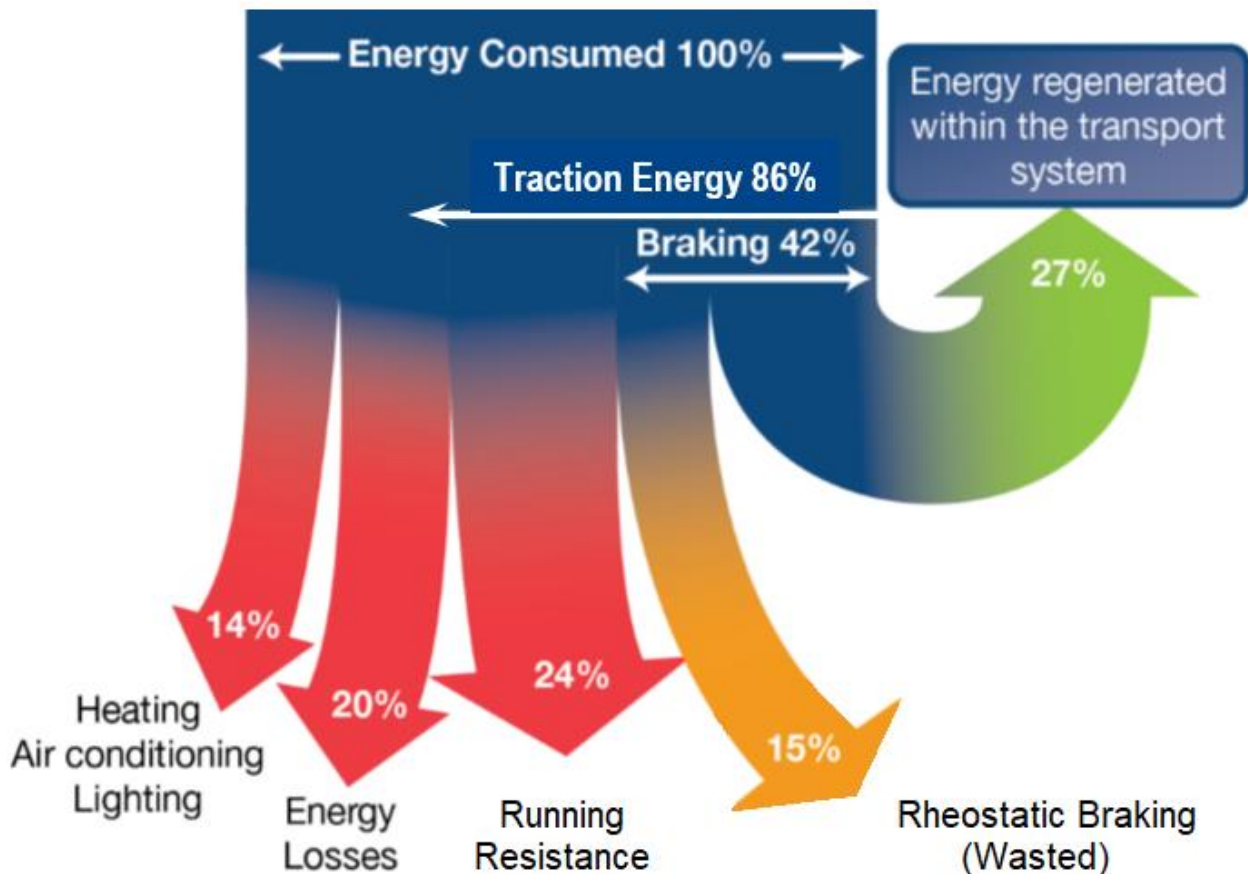 Energy Consumed 100%
Energy regenerated
within the transport
system
Traction Energy 86%
Braking 42%
27%
14%
20%
24%
15%
Heating
Air conditioning
Lighting
Energy
Losses
Running
Resistance
Rheostatic Braking
(Wasted)